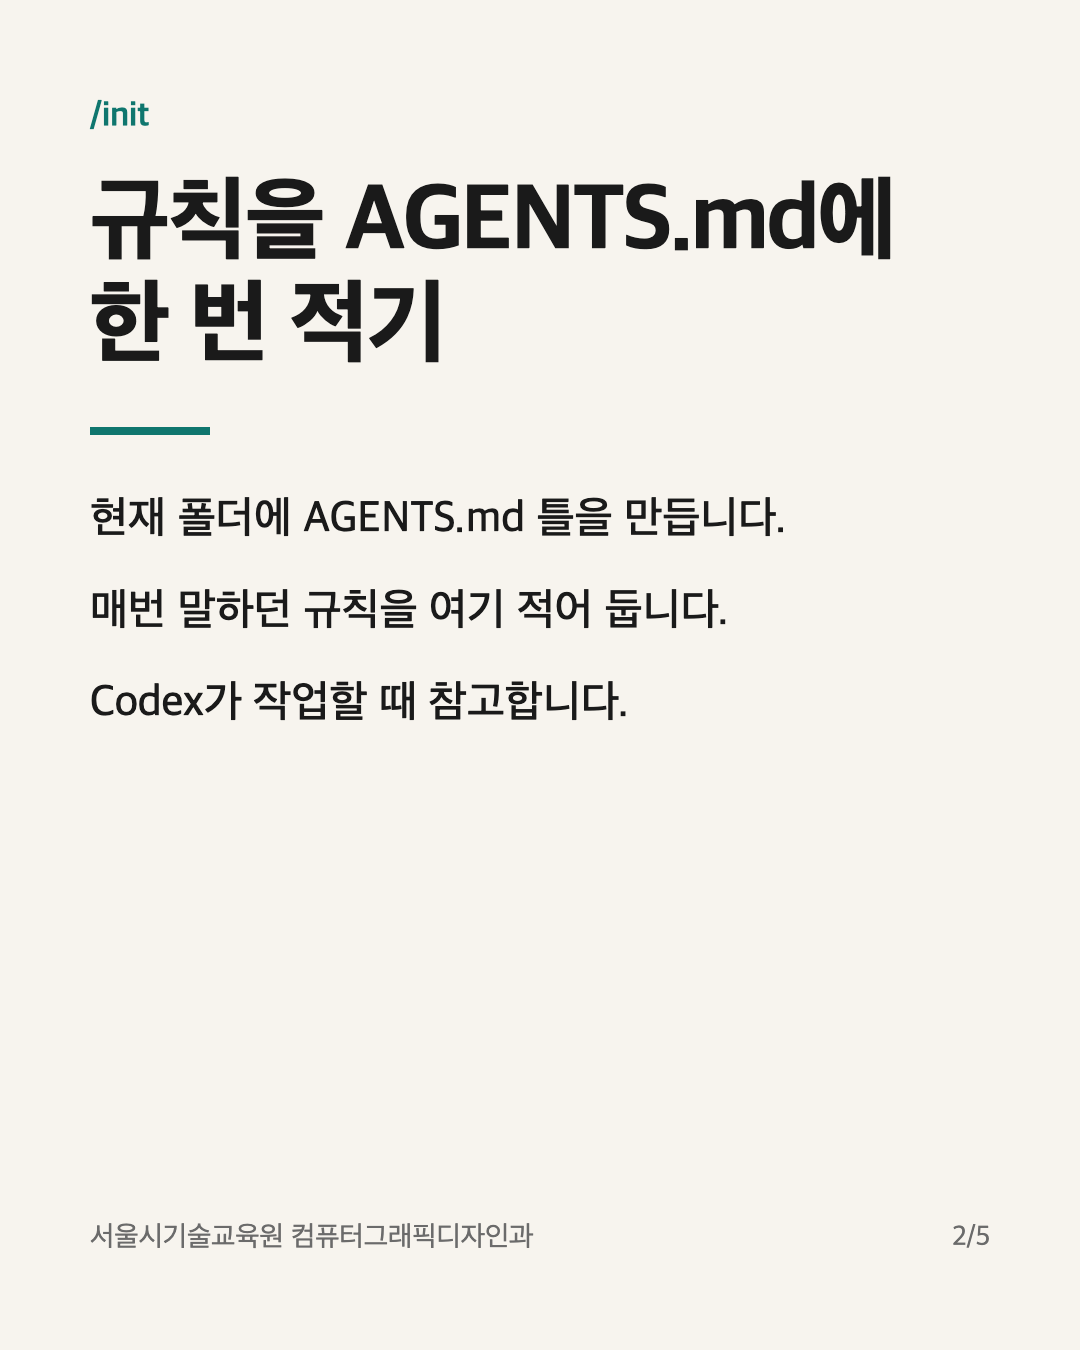 /init
규칙을 AGENTS.md에
한 번 적기
현재 폴더에 AGENTS.md 틀을 만듭니다.
매번 말하던 규칙을 여기 적어 둡니다.
Codex가 작업할 때 참고합니다.
서울시기술교육원 컴퓨터그래픽디자인과
2/5